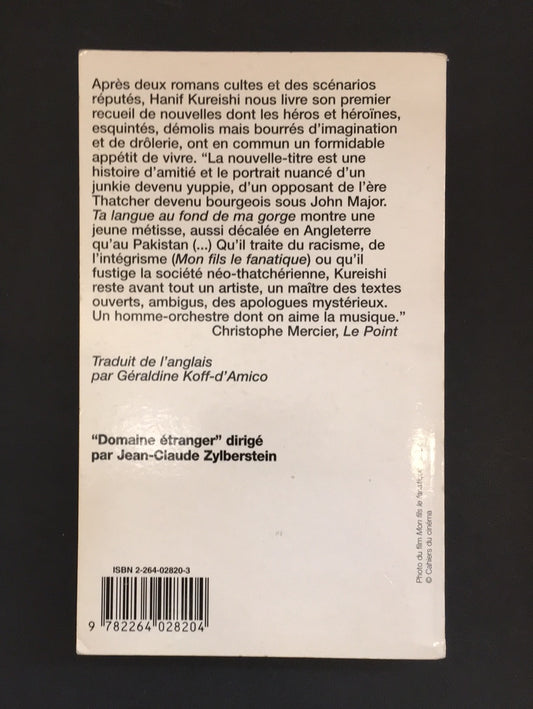 Après deux romans cultes et des scénarios
réputés, Hanif Kureishi nous livre son premier
recueil de nouvelles dont les héros et héroïnes,
esquintés, démolis mais bourrés d'imagination
et de drôlerie, ont en commun un formidable
appétit de vivre. “La nouvelle-titre est une
histoire d'amitié et le portrait nuancé d'un
junkie devenu yuppie, d'un opposant de l'ère
Thatcher devenu bourgeois sous John Major.
Ta langue au fond de ma gorge montre une
jeune métisse, aussi décalée en Angleterre
qu'au Pakistan (...) Qu'il traite du racisme, de
l'intégrisme (Mon fils le fanatique) ou qu'il
fustige la société néo-thatchérienne, Kureishi
reste avant tout un artiste, un maître des textes
ouverts, ambigus, des apologues mystérieux.
Un homme-orchestre dont on aime la musique.”
Christophe Mercier, Le Point
Traduit de l'anglais
par Géraldine Koff-d'Amico
“Domaine étranger” dirigé
par Jean-Claude Zylberstein
ISBN 2-264-02820-3
9 782264 028204
Photo du film Mon fils le
© Cahiers du cinéma